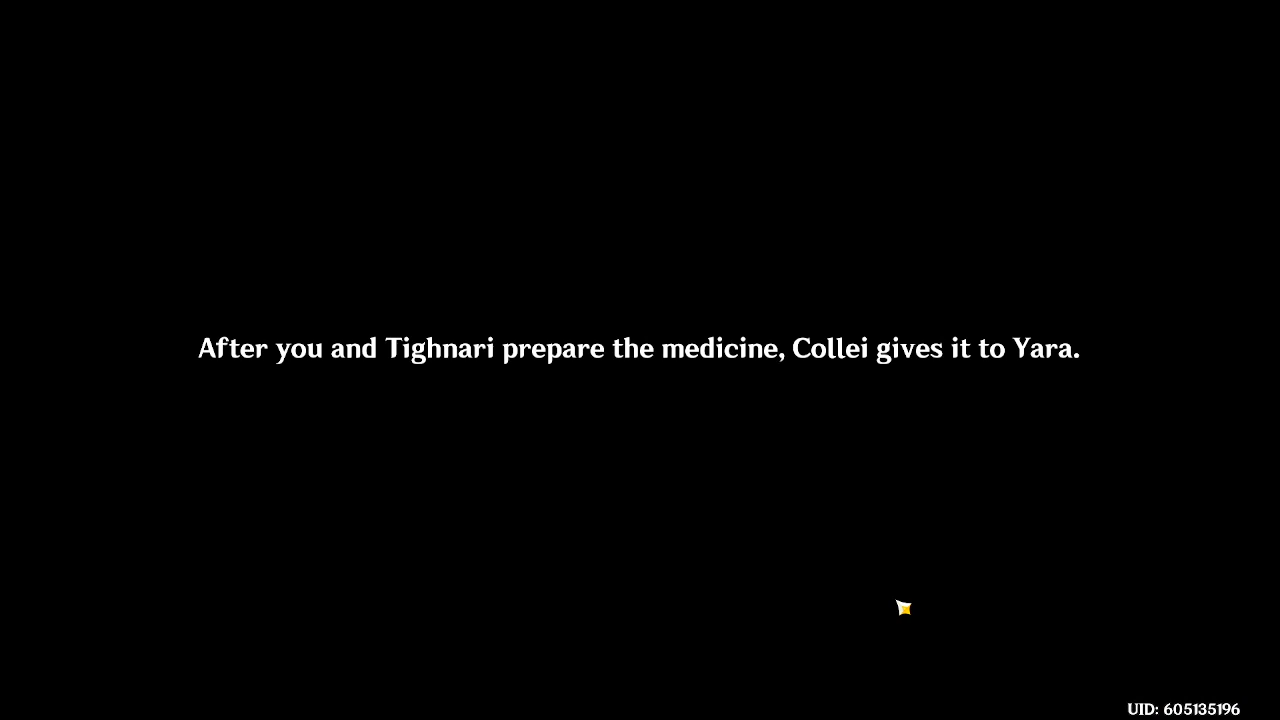 After you and Tighnari prepare the medicine, Collei gives it to Yara.
UID: 605135196